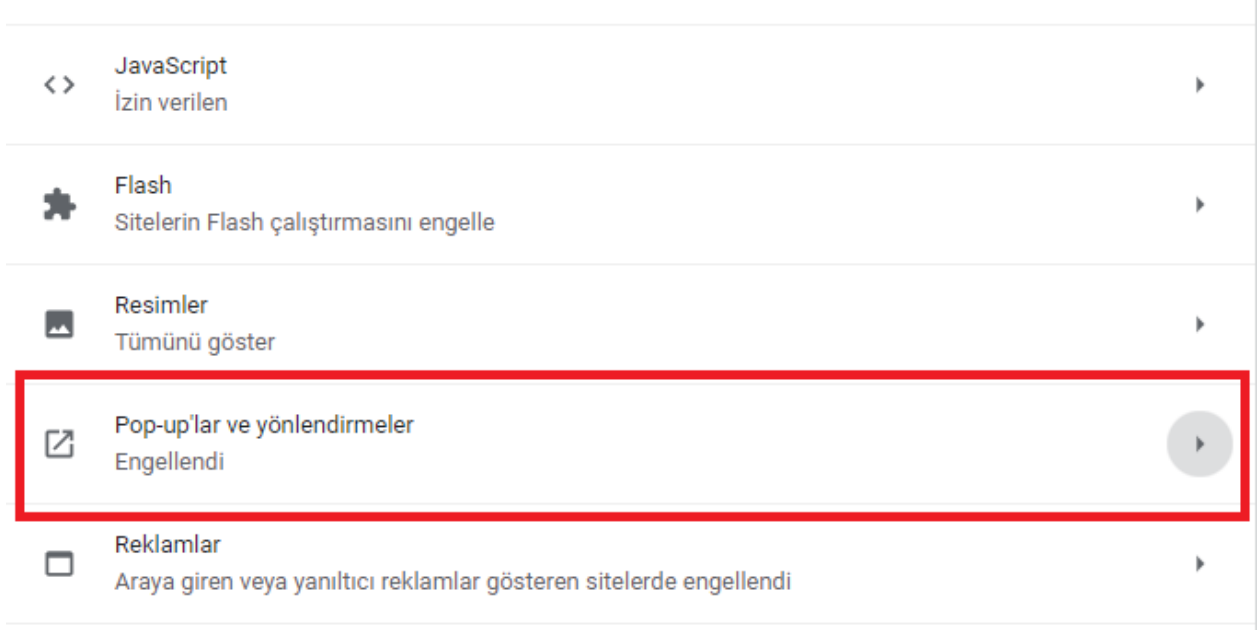 JavaScript
İzin verilen
Flash
Sitelerin Flash çalıştırmasını engelle
Resimler
Tümünü göster
Pop-up'lar ve yönlendirmeler
Engellendi
Reklamlar
Araya giren veya yanıltıcı reklamlar gösteren sitelerde engellendi